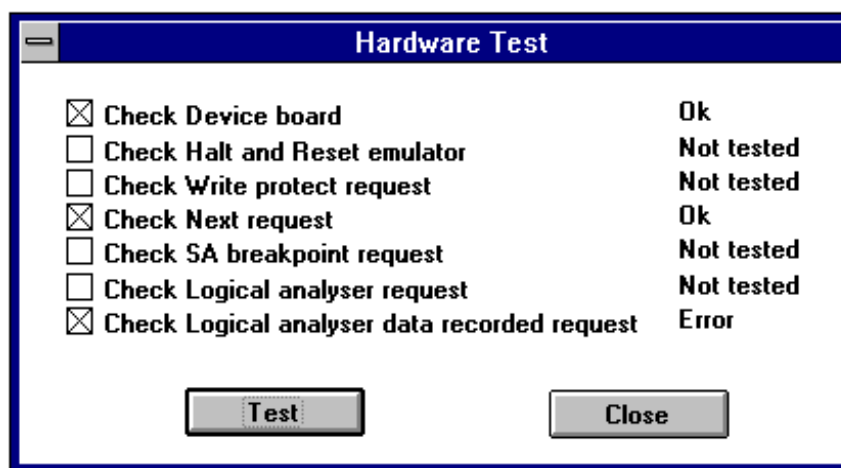 Hardware Test
Check Device board Ok
Check Halt and Reset emulator Not tested
Check Write protect request Not tested
Check Next request Ok
Check SA breakpoint request Not tested
Check Logical analyser request Not tested
Check Logical analyser data recorded request Error
Test Close